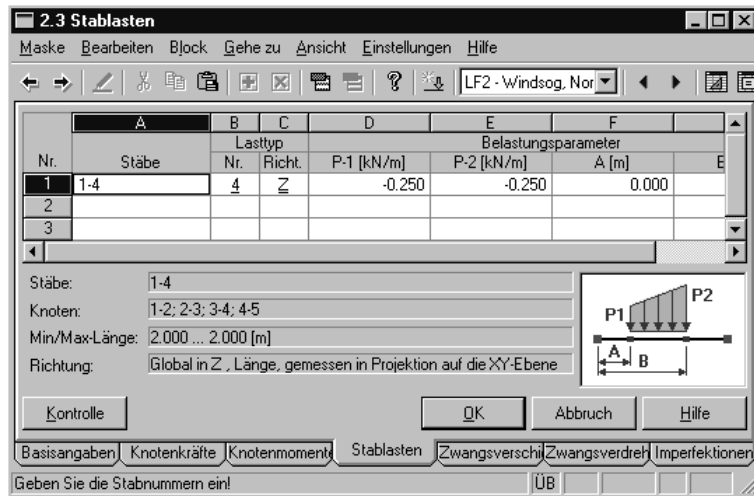 2.3 Stablasten
Maske Bearbeiten Block Gehe zu Ansicht Einstellungen Hilfe
LF2 - Windsog, Nor
A B C D E F
Lasttyp Belastungsparameter
Nr. Stäbe Nr. Richt. P-1 [kN/m] P-2 [kN/m] A [m]
1 1-4 4 Z -0.250 -0.250 0.000
2
3
Stäbe: 1-4
Knoten: 1-2; 2-3; 3-4; 4-5
Min/Max-Länge: 2.000 ... 2.000 [m]
Richtung: Global in Z , Länge, gemessen in Projektion auf die XY-Ebene
P1 P2
A B
Kontrolle OK Abbruch Hilfe
Basisangaben Knotenkräfte Knotenmomente Stablasten Zwangsverschi Zwangsverdreh Imperfektionen
Geben Sie die Stabnummern ein! ÜB